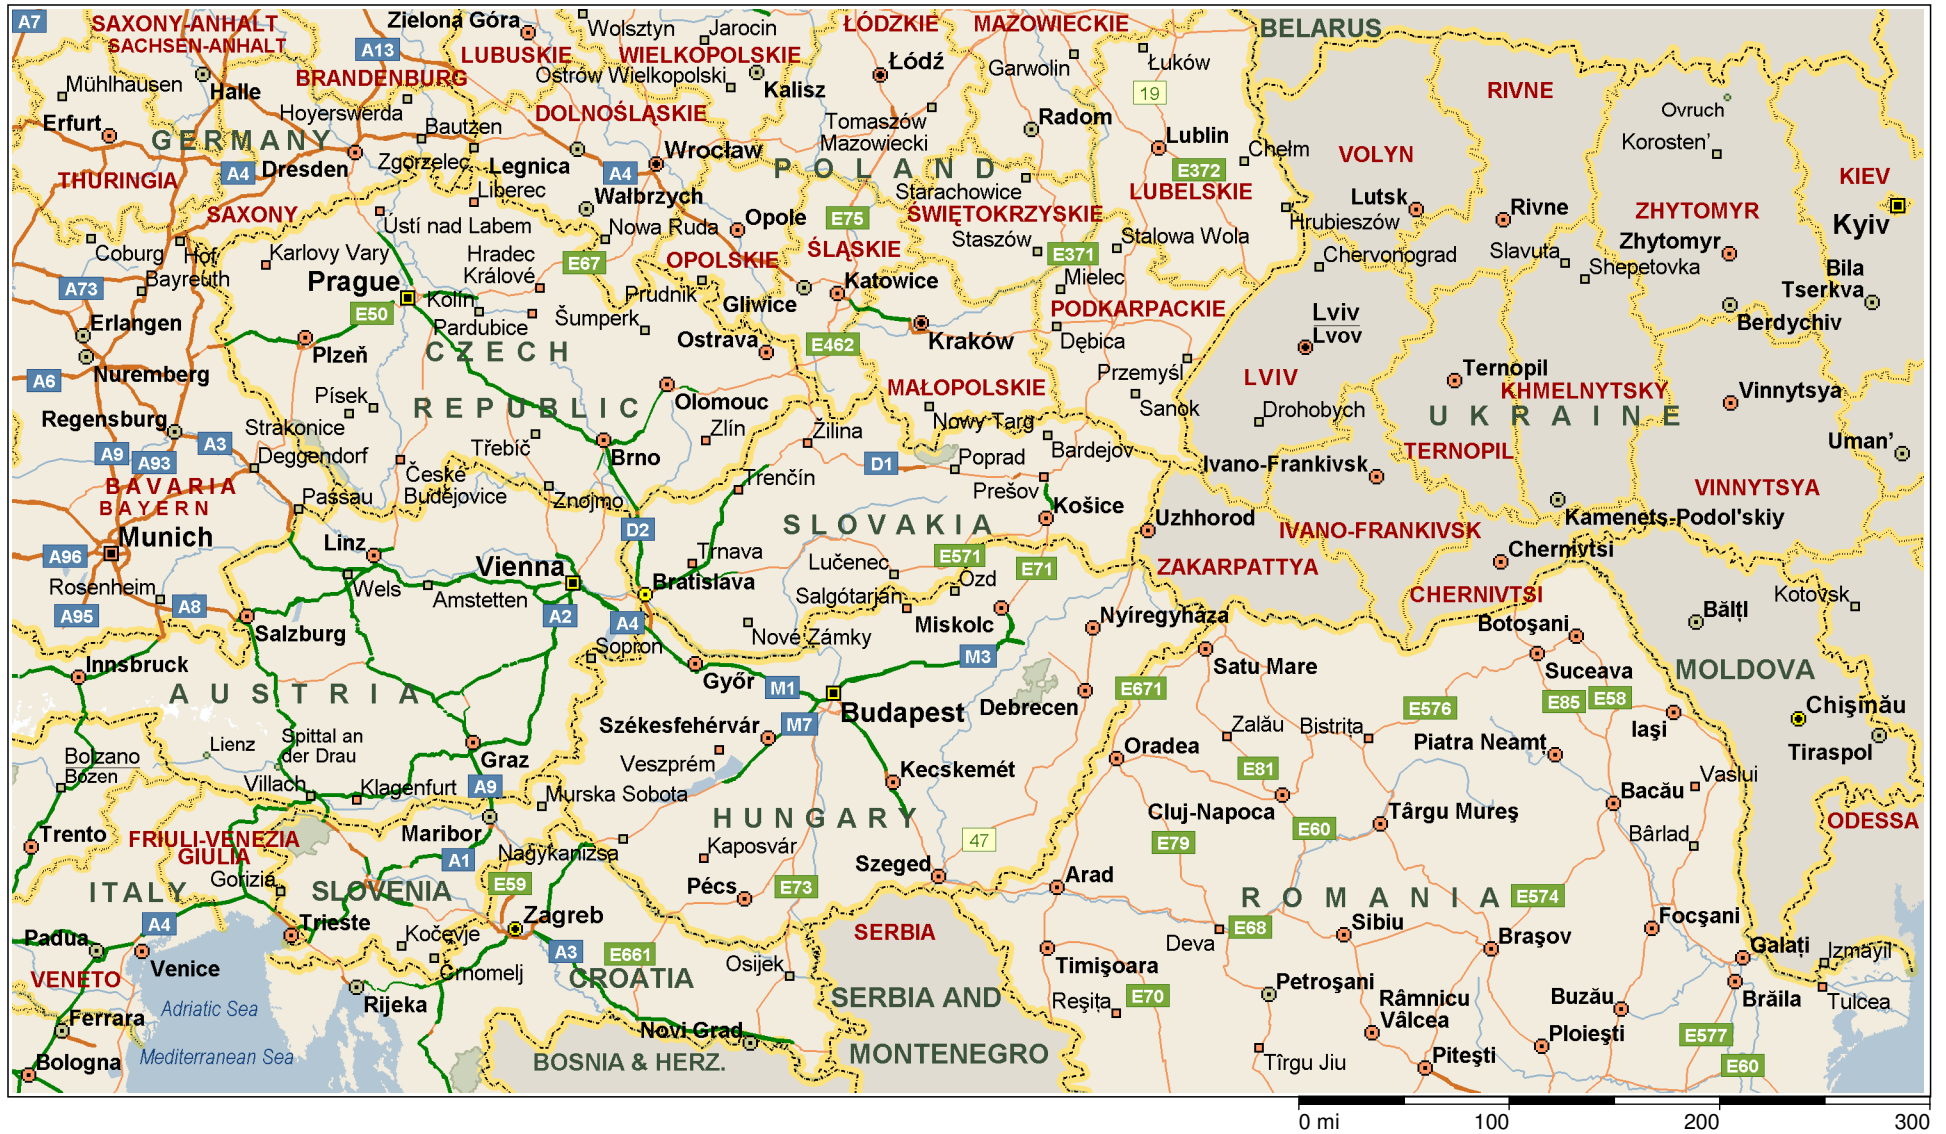 A7
SAXONY-ANHALT
SACHSEN-ANHALT
A13
Zielona Góra
LUBUSKIE
Wolsztyn
Jarocin
WIELKOPOLSKIE
Ostrów Wielkopolski
ŁÓDZKIE
MAZOWIECKIE
Garwolin
Łuków
BELARUS
Mühlhausen
Halle
BRANDENBURG
Hoyerswerda
DOLNOŚLĄSKIE
Kalisz
Łódź
19
RIVNE
Ovruch
Erfurt
GERMANY
Bautzen
Tomaszów
Mazowiecki
Radom
Lublin
Chełm
VOLYN
Korosten'
THURINGIA
A4
Dresden
Zgorzelec
Legnica
A4
Wrocław
POLAND
E372
KIEV
SAXONY
Liberec
Wałbrzych
Starachowice
LUBELSKIE
Lutsk
Rivne
ZHYTOMYR
Kyiv
Ústí nad Labem
Nowa Ruda
Opole
E75
ŚWIĘTOKRZYSKIE
Hrubieszów
Coburg
Hof
Karlovy Vary
Hradec
Králové
E67
OPOLSKIE
ŚLĄSKIE
Staszów
E371
Stalowa Wola
Chervonograd
Slavuta
Shepetovka
Zhytomyr
Bila
Tserkva
A73
Bayreuth
Prague
Kolín
Prudnik
Gliwice
Katowice
Mielec
PODKARPACKIE
Lviv
Lvov
Berdychiv
Erlangen
E50
Plzeň
Pardubice
Šumperk
Ostrava
E462
Kraków
Dębica
A6
Nuremberg
CZECH
REPUBLIC
MAŁOPOLSKIE
Przemyśl
LVIV
Ternopil
KHMELNYTSKY
Vinnytsya
Regensburg
Písek
Strakonice
Olomouc
Nowy Targ
Sanok
Drohobych
UKRAINE
A9
A93
A3
Deggendorf
Třebíč
Brno
Zlín
Žilina
D1
Poprad
Bardejov
Ivano-Frankivsk
TERNOPIL
Uman'
BAVARIA
BAYERN
Passau
České
Budějovice
Znojmo
Trenčín
Prešov
Košice
VINNYTSYA
Munich
D2
SLOVAKIA
Uzhhorod
IVANO-FRANKIVSK
Kamenets-Podol'skiy
A96
Linz
Vienna
Trnava
Lučenec
E571
E71
ZAKARPATTYA
Chernivtsi
Rosenheim
A8
Wels
Amstetten
Bratislava
Salgótarján
Ózd
CHERNIVTSI
Kotovsk
A95
Salzburg
A2
A4
Nové Zámky
Miskolc
Nyíregyháza
Botoşani
Bălţi
Innsbruck
Sopron
Győr
M1
M3
Satu Mare
Suceava
MOLDOVA
AUSTRIA
M7
Budapest
Debrecen
E671
E576
E85
E58
Iaşi
Chişinău
Tiraspol
Bolzano
Bozen
Lienz
Spittal an
der Drau
Graz
Székesfehérvár
Veszprém
Zalău
Bistriţa
Piatra Neamţ
Villach
Klagenfurt
A9
Murska Sobota
Kecskemét
Oradea
E81
Bacău
Vaslui
Trento
FRIULI-VENEZIA
GIULIA
Maribor
HUNGARY
Cluj-Napoca
E60
Târgu Mureş
Bârlad
ODESSA
A1
Nagykanizsa
Kaposvár
47
E79
ITALY
Gorizia
SLOVENIA
E59
Pécs
E73
Szeged
Arad
ROMANIA
E574
A4
Trieste
Zagreb
SERBIA
E68
Sibiu
Braşov
Focşani
Padua
Venice
Kočevje
A3
E661
Deva
Galaţi
Izmayil
VENETO
Črnomelj
CROATIA
Osijek
Timişoara
Petroşani
Râmnicu
Vâlcea
Buzău
Brăila
Tulcea
Adriatic Sea
Rijeka
SERBIA AND
MONTENEGRO
Reşiţa
E70
Ferrara
Novi Grad
Ploieşti
E577
Mediterranean Sea
Bologna
BOSNIA & HERZ.
Tîrgu Jiu
Piteşti
E60
0 mi
100
200
300